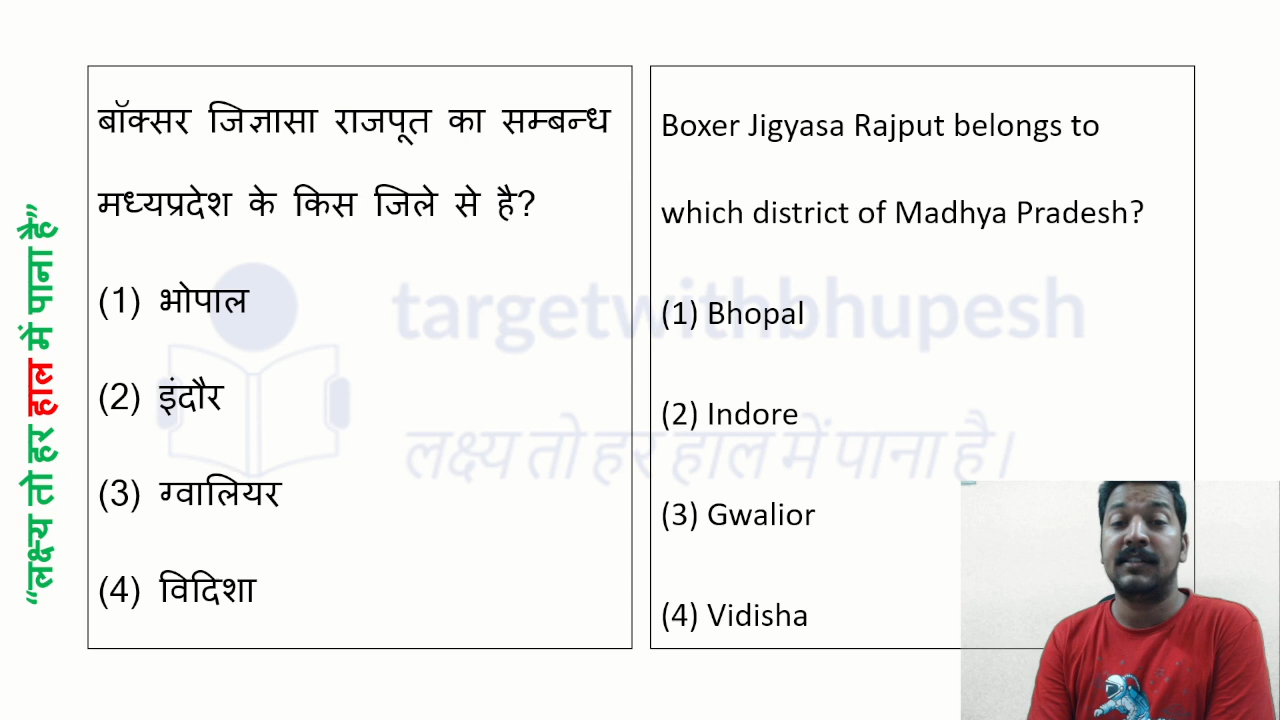 "लक्ष्य तो हर हाल में पाना है"
बॉक्सर जिज्ञासा राजपूत का सम्बन्ध
मध्यप्रदेश के किस जिले से है?
(1) भोपाल
(2) इंदौर
(3) ग्वालियर
(4) विदिशा
Boxer Jigyasa Rajput belongs to
which district of Madhya Pradesh?
(1) Bhopal
(2) Indore
(3) Gwalior
(4) Vidisha
targetwithbhupesh
लक्ष्य तो हर हाल में पाना है।